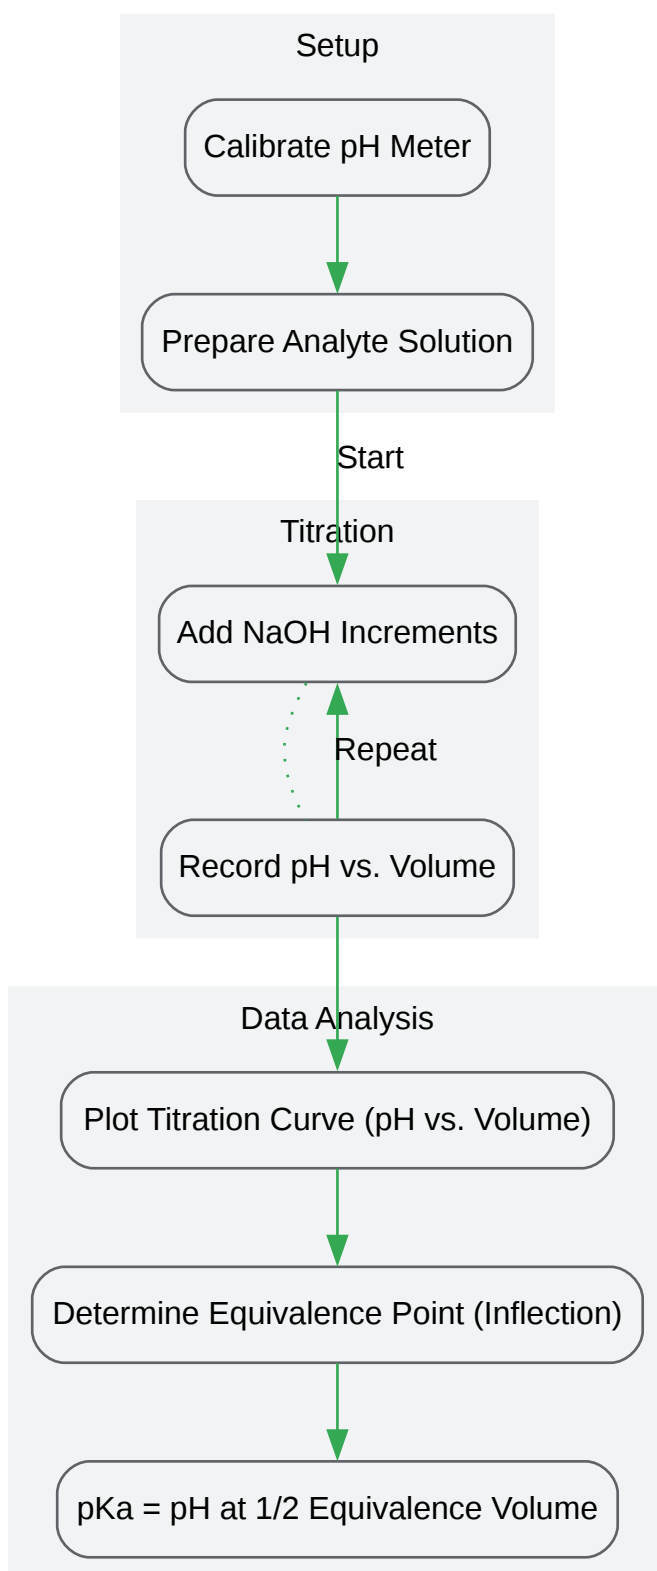 Setup
Calibrate pH Meter
Prepare Analyte Solution
Start
Titration
Add NaOH Increments
Repeat
Record pH vs. Volume
Data Analysis
Plot Titration Curve (pH vs. Volume)
Determine Equivalence Point (Inflection)
pKa = pH at 1/2 Equivalence Volume